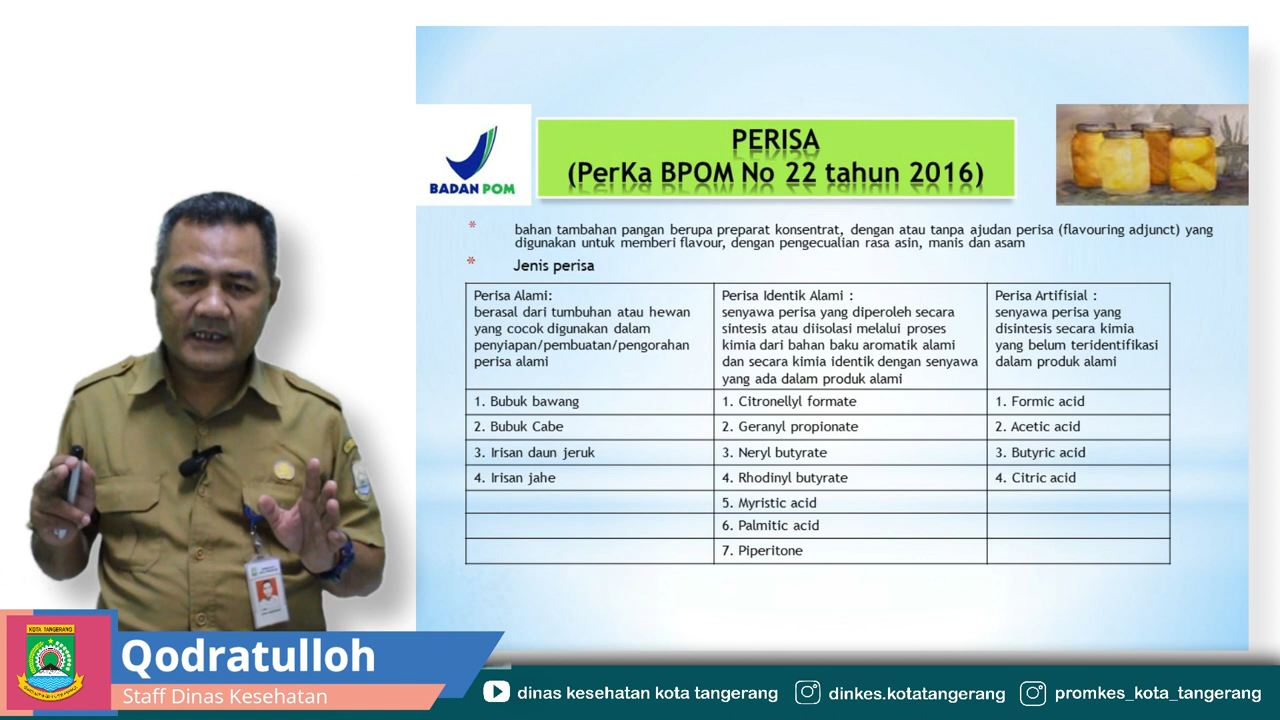 BADAN POM
PERISA
(PerKa BPOM No 22 tahun 2016)
* bahan tambahan pangan berupa preparat konsentrat, dengan atau tanpa ajudan perisa (flavouring adjunct) yang
digunakan untuk memberi flavour, dengan pengecualian rasa asin, manis dan asam
* Jenis perisa
Perisa Alami:
berasal dari tumbuhan atau hewan
yang cocok digunakan dalam
penyiapan/pembuatan/pengorahan
perisa alami
Perisa Identik Alami :
senyawa perisa yang diperoleh secara
sintesis atau diisolasi melalui proses
kimia dari bahan baku aromatik alami
dan secara kimia identik dengan senyawa
yang ada dalam produk alami
Perisa Artifisial :
senyawa perisa yang
disintesis secara kimia
yang belum teridentifikasi
dalam produk alami
1. Bubuk bawang
1. Citronellyl formate
1. Formic acid
2. Bubuk Cabe
2. Geranyl propionate
2. Acetic acid
3. Irisan daun jeruk
3. Neryl butyrate
3. Butyric acid
4. Irisan jahe
4. Rhodinyl butyrate
4. Citric acid
5. Myristic acid
6. Palmitic acid
7. Piperitone
KOTA TANGERANG
Qodratulloh
Staff Dinas Kesehatan
dinas kesehatan kota tangerang
dinkes.kotatangerang
promkes_kota_tangerang